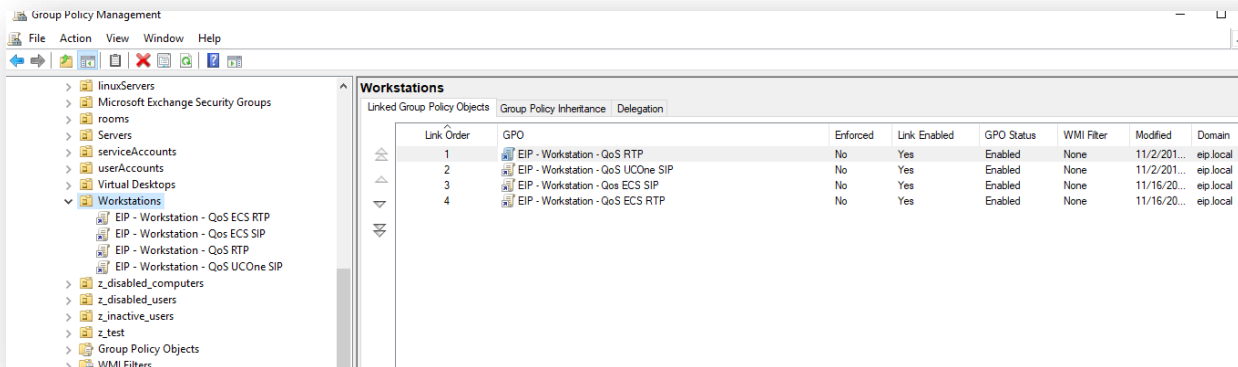 Group Policy Management
File Action View Window Help
linuxServers
Microsoft Exchange Security Groups
rooms
Servers
serviceAccounts
userAccounts
Virtual Desktops
Workstations
EIP - Workstation - QoS ECS RTP
EIP - Workstation - Qos ECS SIP
EIP - Workstation - QoS RTP
EIP - Workstation - QoS UCOne SIP
z_disabled_computers
z_disabled_users
z_inactive_users
z_test
Group Policy Objects
WMI Filters
Workstations
Linked Group Policy Objects Group Policy Inheritance Delegation
Link Order GPO Enforced Link Enabled GPO Status WMI Filter Modified Domain
1 EIP - Workstation - QoS RTP No Yes Enabled None 11/2/201... eip.local
2 EIP - Workstation - QoS UCOne SIP No Yes Enabled None 11/2/201... eip.local
3 EIP - Workstation - Qos ECS SIP No Yes Enabled None 11/16/20... eip.local
4 EIP - Workstation - QoS ECS RTP No Yes Enabled None 11/16/20... eip.local